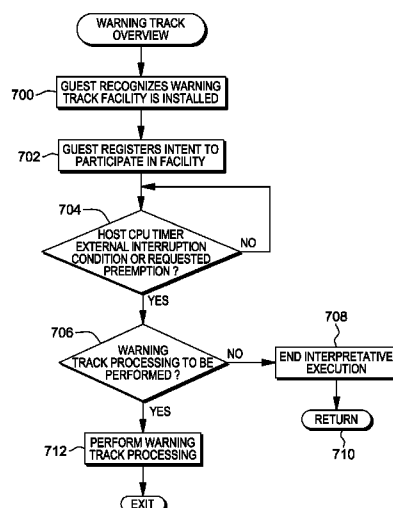 WARNING TRACK
OVERVIEW
700
GUEST RECOGNIZES WARNING
TRACK FACILITY IS INSTALLED
702
GUEST REGISTERS INTENT TO
PARTICIPATE IN FACILITY
704
HOST CPU TIMER
EXTERNAL INTERRUPTION
CONDITION OR REQUESTED
PREEMPTION ?
NO
YES
706
WARNING
TRACK PROCESSING TO BE
PERFORMED ?
NO
708
END INTERPRETATIVE
EXECUTION
RETURN
710
YES
712
PERFORM WARNING
TRACK PROCESSING
EXIT